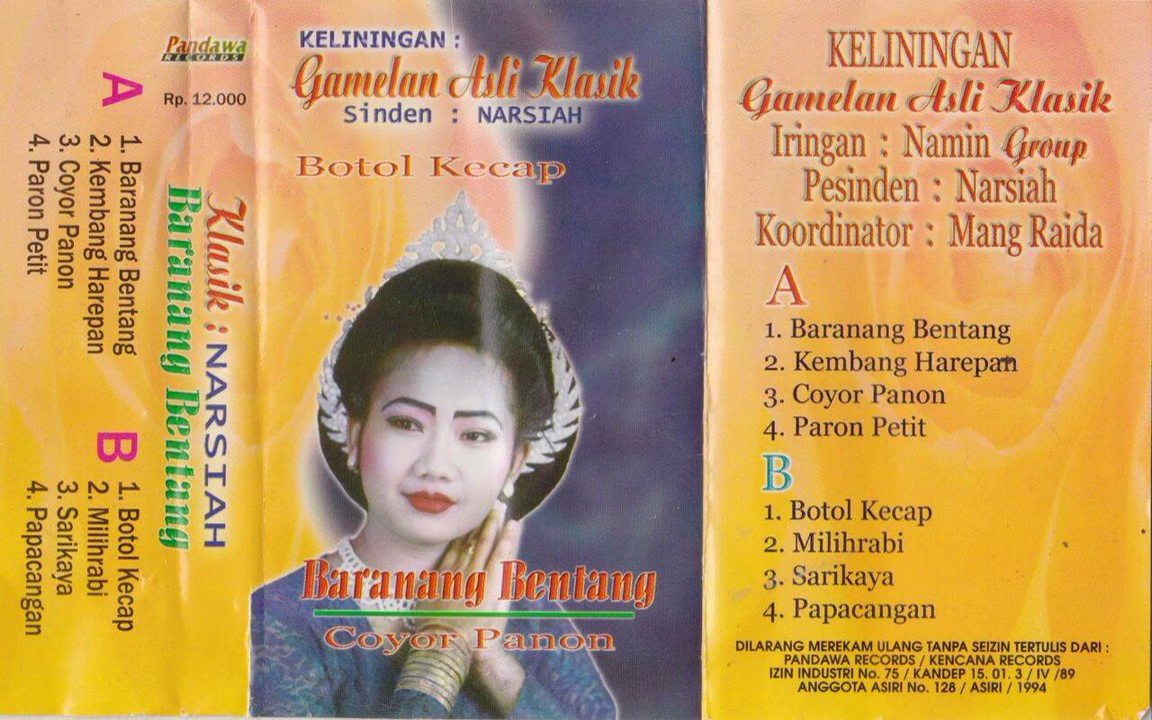 A
1. Baranang Bentang
2. Kembang Harepan
3. Coyor Panon
4. Paron Petit
B
1. Botol Kecap
2. Milihrabi
3. Sarikaya
4. Papacangan
Pandawa
RECORDS
Rp. 12.000
Klasik : NARSIAH
Baranang Bentang
KELININGAN :
Gamelan Asli Klasik
Sinden : NARSIAH
Botol Kecap
Baranang Bentang
Coyor Panon
KELININGAN
Gamelan Asli Klasik
Iringan : Namin Group
Pesinden : Narsiah
Koordinator : Mang Raida
A
1. Baranang Bentang
2. Kembang Harepan
3. Coyor Panon
4. Paron Petit
B
1. Botol Kecap
2. Milihrabi
3. Sarikaya
4. Papacangan
DILARANG MEREKAM ULANG TANPA SEIZIN TERTULIS DARI :
PANDAWA RECORDS / KENCANA RECORDS
IZIN INDUSTRI No. 75 / KANDEP 15. 01. 3 / IV /89
ANGGOTA ASIRI No. 128 / ASIRI / 1994